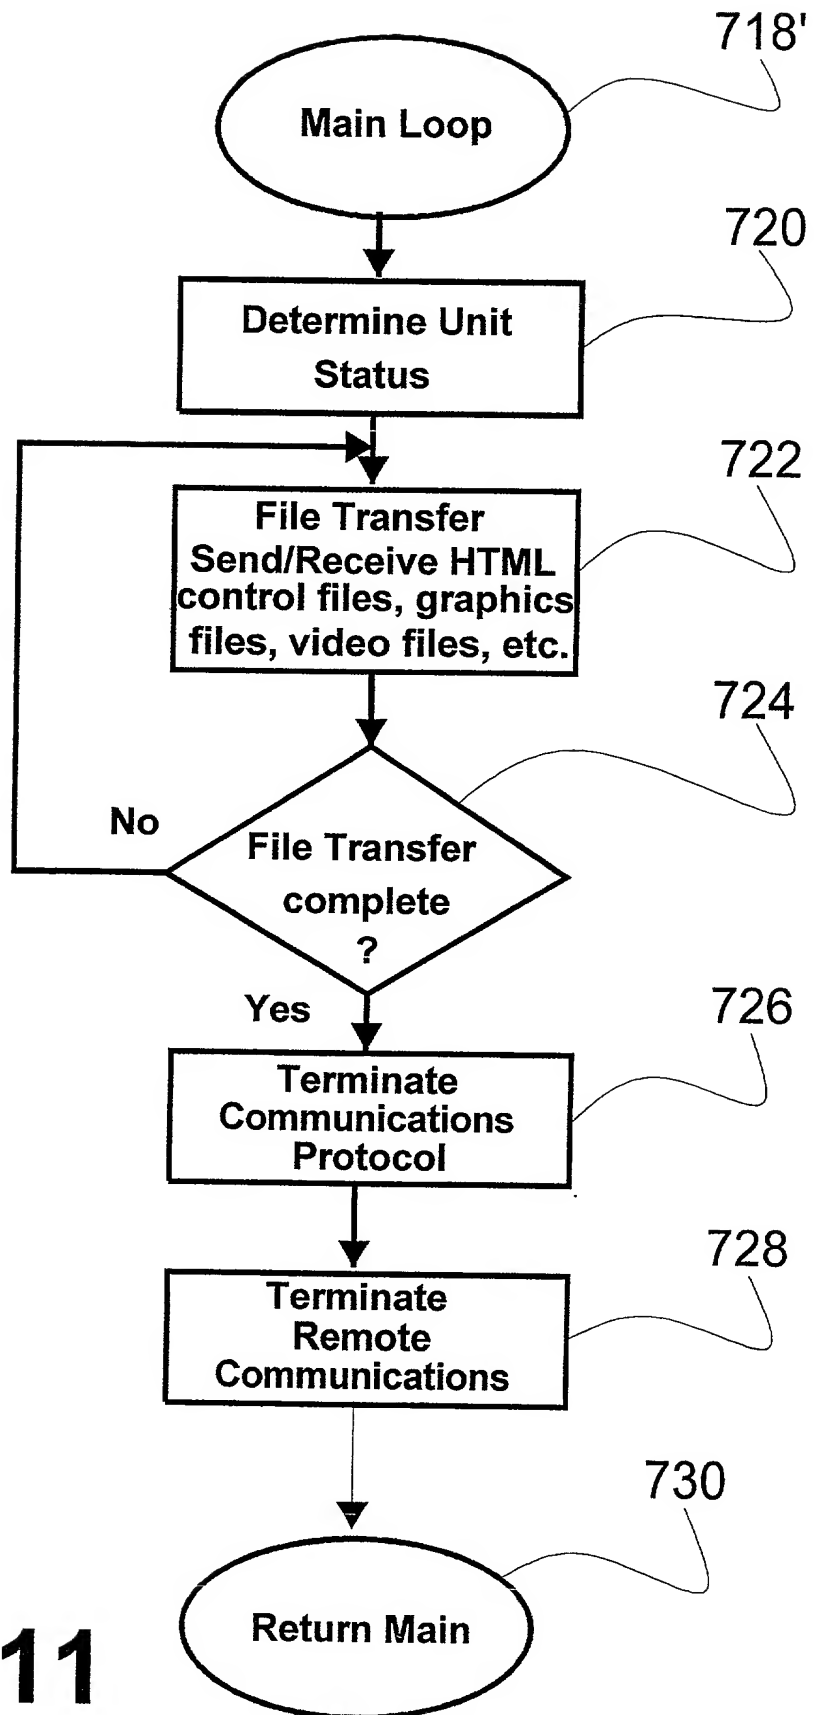 718'
Main Loop
720
Determine Unit
Status
722
File Transfer
Send/Receive HTML
control files, graphics
files, video files, etc.
724
No
File Transfer
complete
?
Yes
726
Terminate
Communications
Protocol
728
Terminate
Remote
Communications
730
Return Main
11